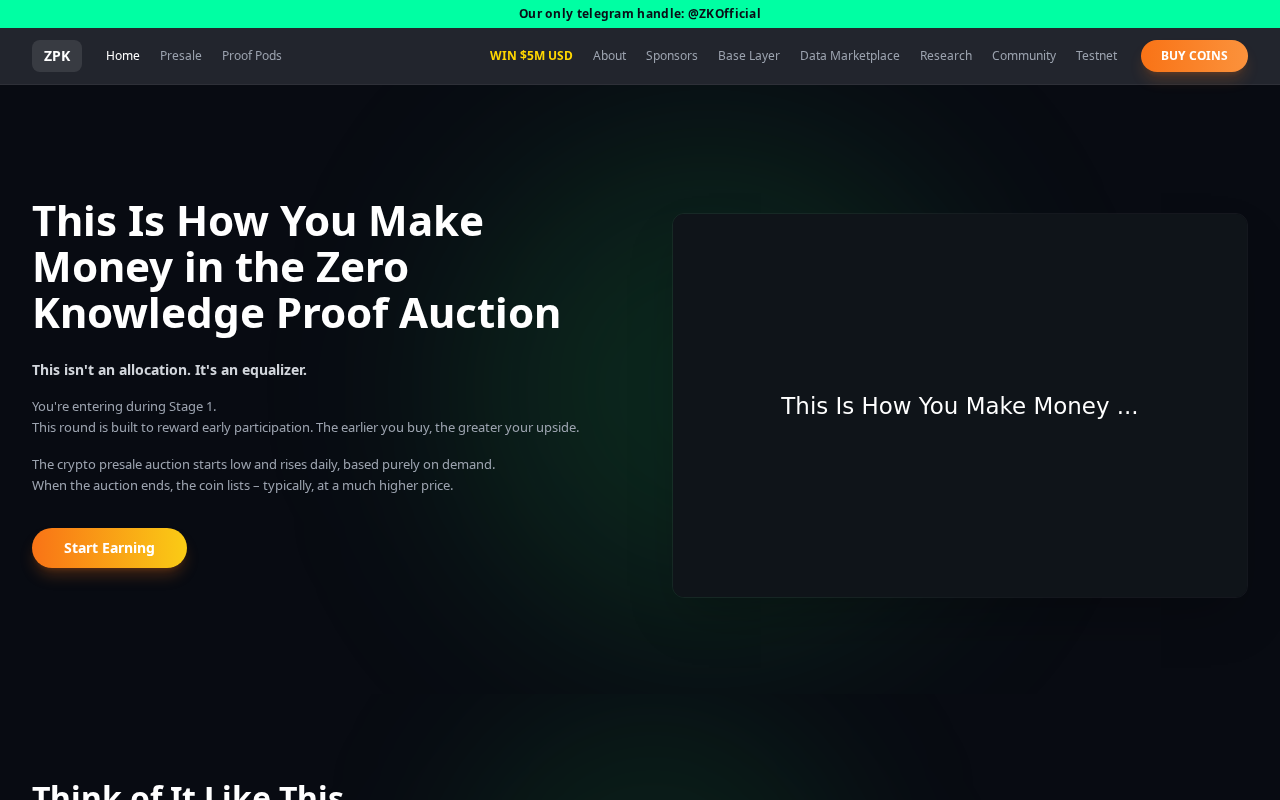 Our only telegram handle: @ZKOfficial
ZPK
Home
Presale
Proof Pods
WIN $5M USD
About
Sponsors
Base Layer
Data Marketplace
Research
Community
Testnet
BUY COINS
This Is How You Make
Money in the Zero
Knowledge Proof Auction
This isn't an allocation. It's an equalizer.
You're entering during Stage 1.
This round is built to reward early participation. The earlier you buy, the greater your upside.
The crypto presale auction starts low and rises daily, based purely on demand.
When the auction ends, the coin lists – typically, at a much higher price.
Start Earning
This Is How You Make Money ...
Think of It Like This